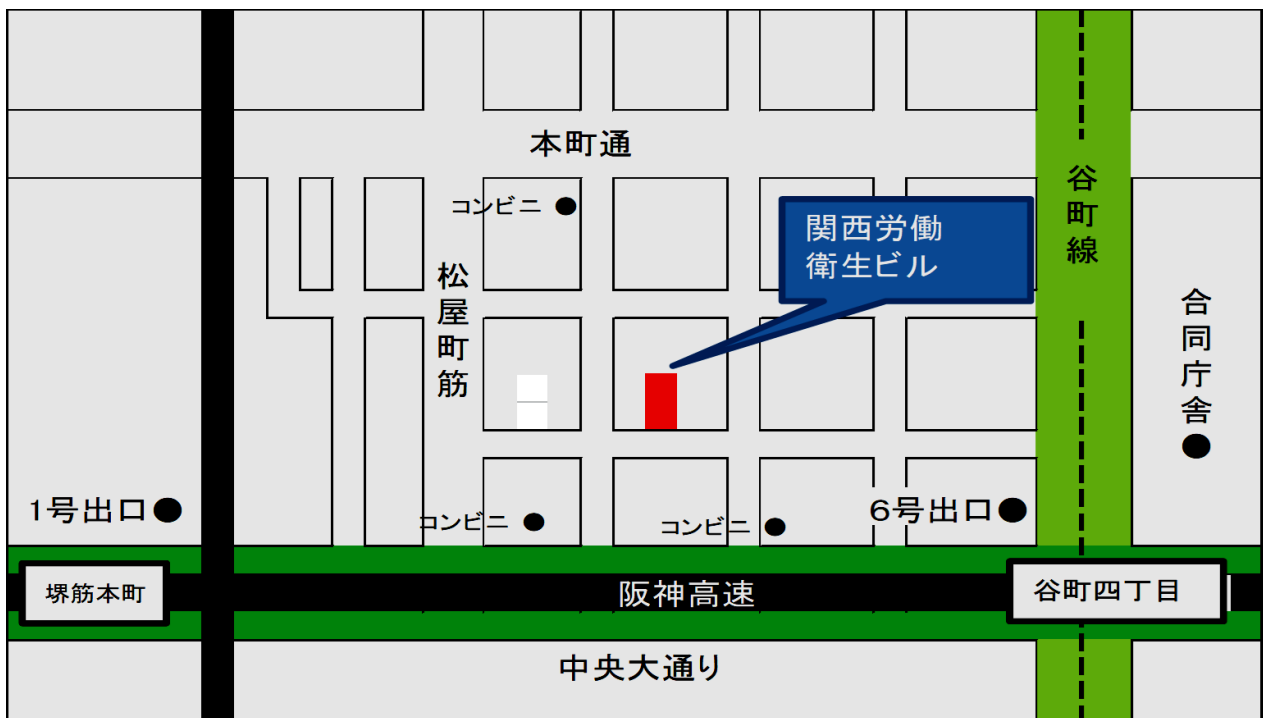 本町通
コンビニ
谷町線
関西労働
衛生ビル
松屋町筋
合同庁舎
1号出口
6号出口
コンビニ
コンビニ
堺筋本町
阪神高速
谷町四丁目
中央大通り